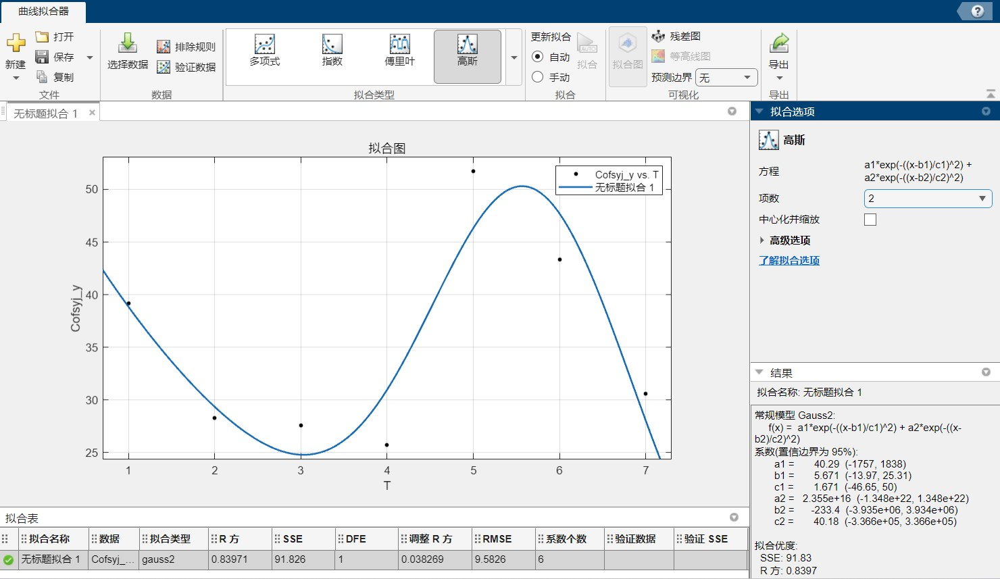 曲线拟合器
新建
打开
保存
复制
文件
选择数据
排除规则
验证数据
数据
多项式
指数
傅里叶
高斯
拟合类型
更新拟合
自动
手动
AUTO
拟合
拟合
拟合图
残差图
等高线图
预测边界 无
可视化
导出
导出
无标题拟合 1
拟合图
Cofsyj_y vs. T
无标题拟合 1
50
45
40
35
30
25
Cofsyj_y
1 2 3 4 5 6 7
T
拟合选项
高斯
方程
a1*exp(-((x-b1)/c1)^2) +
a2*exp(-((x-b2)/c2)^2)
项数 2
中心化并缩放
高级选项
了解拟合选项
结果
拟合名称: 无标题拟合 1
常规模型 Gauss2:
f(x) = a1*exp(-((x-b1)/c1)^2) + a2*exp(-((x-
b2)/c2)^2)
系数(置信边界为 95%):
a1 = 40.29 (-1757, 1838)
b1 = 5.671 (-13.97, 25.31)
c1 = 1.671 (-46.65, 50)
a2 = 2.355e+16 (-1.348e+22, 1.348e+22)
b2 = -233.4 (-3.935e+06, 3.934e+06)
c2 = 40.18 (-3.366e+05, 3.366e+05)
拟合优度:
SSE: 91.83
R 方: 0.8397
拟合表
拟合名称 数据 拟合类型 R 方 SSE DFE 调整 R 方 RMSE 系数个数 验证数据 验证 SSE
无标题拟合 1 Cofsyj_... gauss2 0.83971 91.826 1 0.038269 9.5826 6